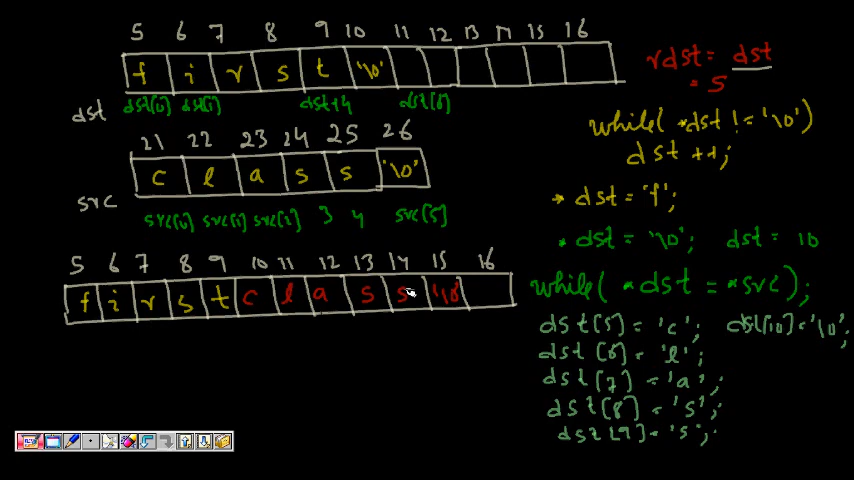 5 6 7 8 9 10 11 12 13 14 15 16
f i r s t '\0'
dst dst[0] dst[1] dst+4 dst[6]
21 22 23 24 25 26
c l a s s '\0'
src src[0] src[1] src[2] 3 4 src[5]
5 6 7 8 9 10 11 12 13 14 15 16
f i r s t c l a s s '\0'
rdst = dst
= 5
while( *dst != '\0')
dst ++;
* dst = 'f';
* dst = '\0'; dst = 10
while( *dst = *src);
dst[5] = 'c'; dst[10] = '\0';
dst [6] = 'l';
dst [7] = 'a';
dst [8] = 's';
dst [9] = 's';